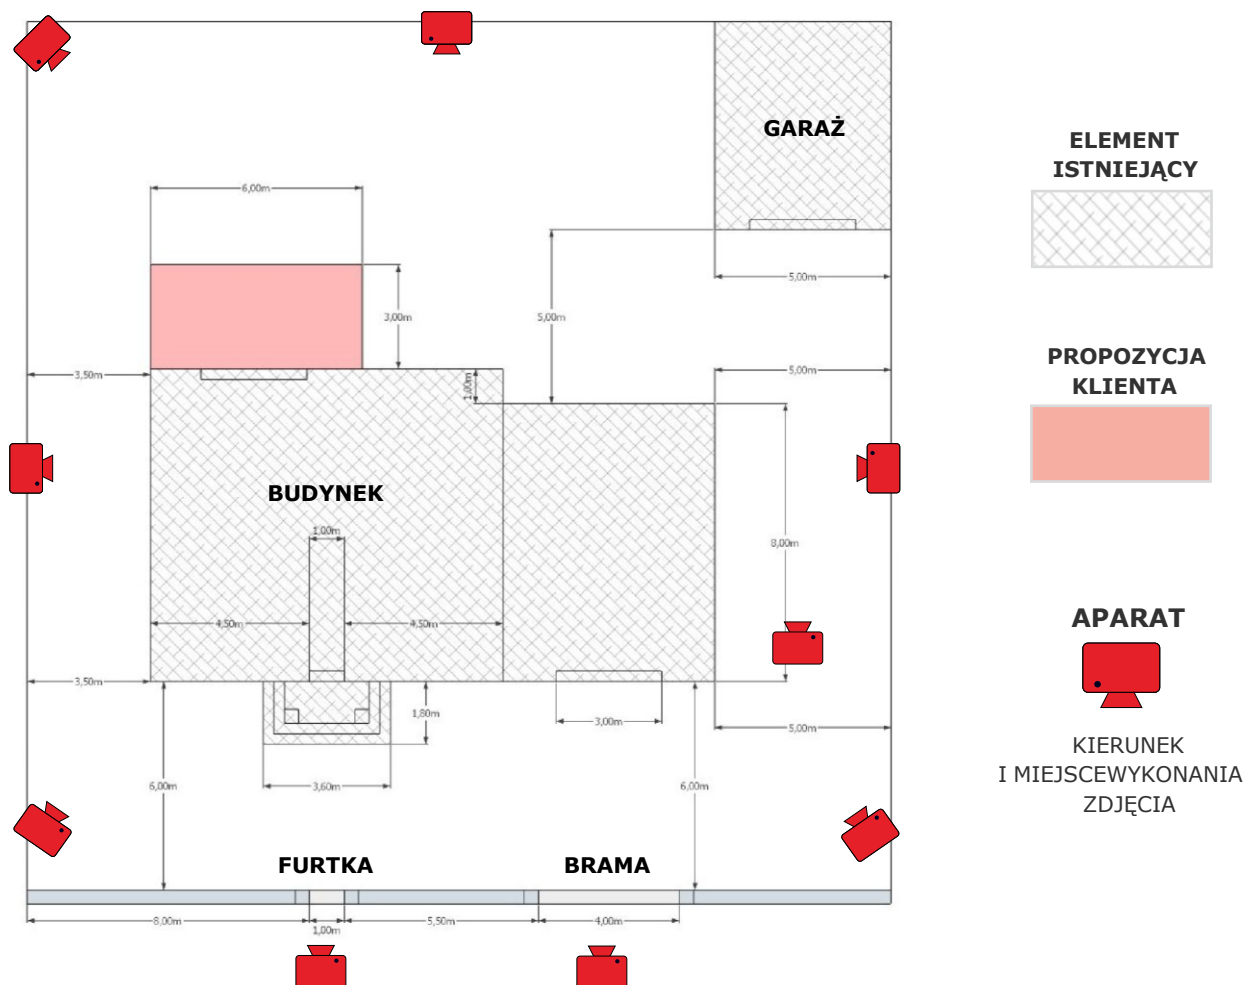 GARAŻ
6,00m
5,00m
3,00m
5,00m
3,50m
1,00m
5,00m
BUDYNEK
1,00m
8,00m
4,50m
4,50m
3,50m
1,80m
3,00m
5,00m
6,00m
3,60m
6,00m
FURTKA
BRAMA
8,00m
1,00m
5,50m
4,00m
ELEMENT
ISTNIEJĄCY
PROPOZYCJA
KLIENTA
APARAT
KIERUNEK
I MIEJSCEWYKONANIA
ZDJĘCIA